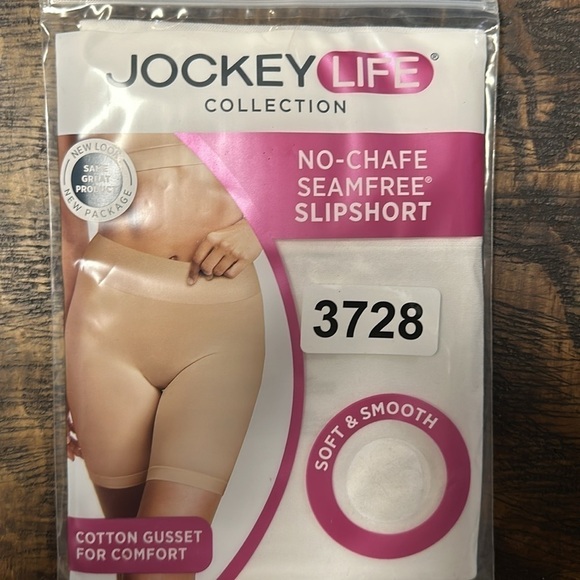 JOCKEY LIFE®
COLLECTION
NEW LOOK
SAME
GREAT
PRODUCT
NEW PACKAGE
NO-CHAFE
SEAMFREE®
SLIPSHORT
3728
SOFT & SMOOTH
COTTON GUSSET
FOR COMFORT